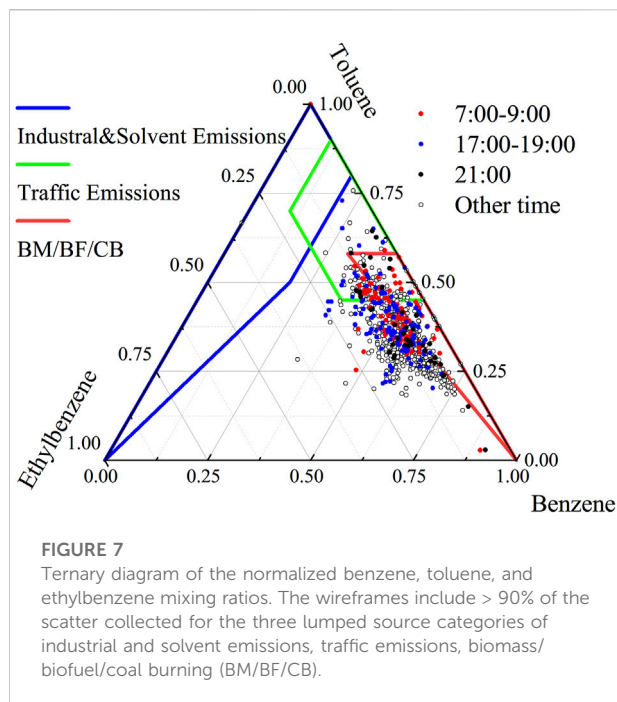 Industral&Solvent Emissions
Traffic Emissions
BM/BF/CB
Toluene
7:00-9:00
17:00-19:00
21:00
Other time
0.00
1.00
0.25
0.75
0.50
0.50
0.75
0.25
1.00
0.00
0.00
0.25
0.50
0.75
1.00
Ethylbenzene
Benzene
FIGURE 7
Ternary diagram of the normalized benzene, toluene, and
ethylbenzene mixing ratios. The wireframes include > 90% of the
scatter collected for the three lumped source categories of
industrial and solvent emissions, traffic emissions, biomass/
biofuel/coal burning (BM/BF/CB).